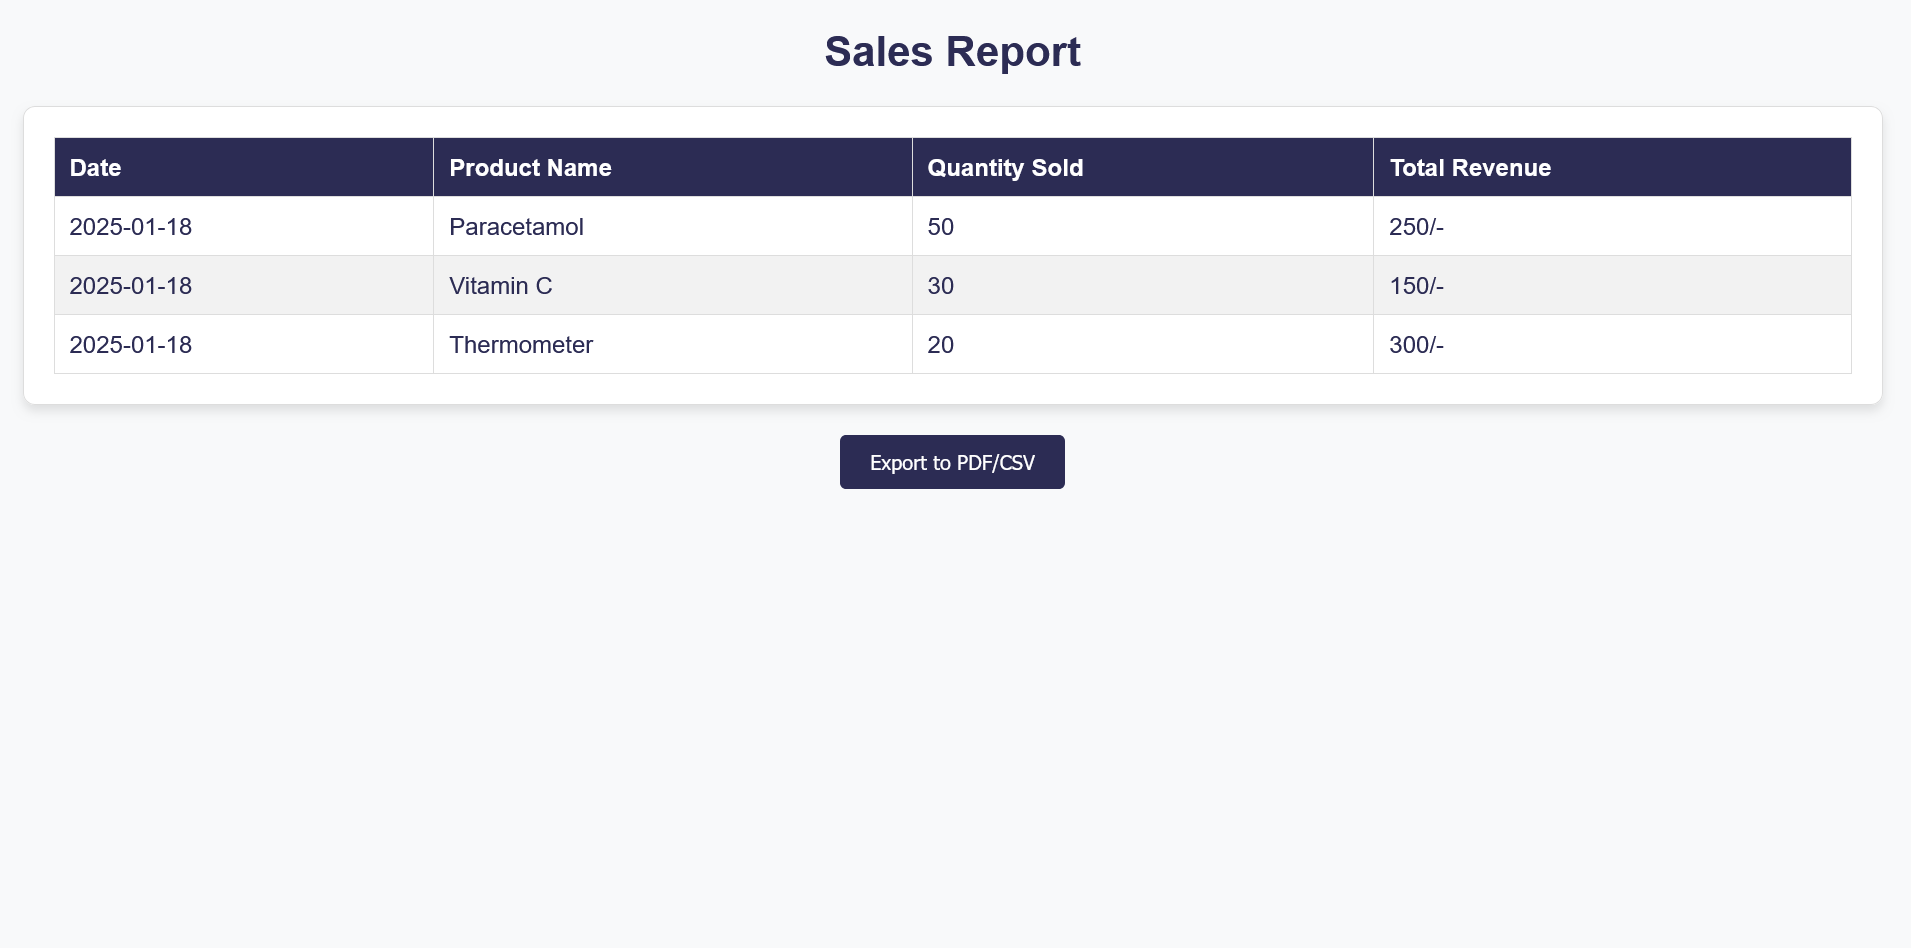 Sales Report
Date Product Name Quantity Sold Total Revenue
2025-01-18 Paracetamol 50 250/-
2025-01-18 Vitamin C 30 150/-
2025-01-18 Thermometer 20 300/-
Export to PDF/CSV